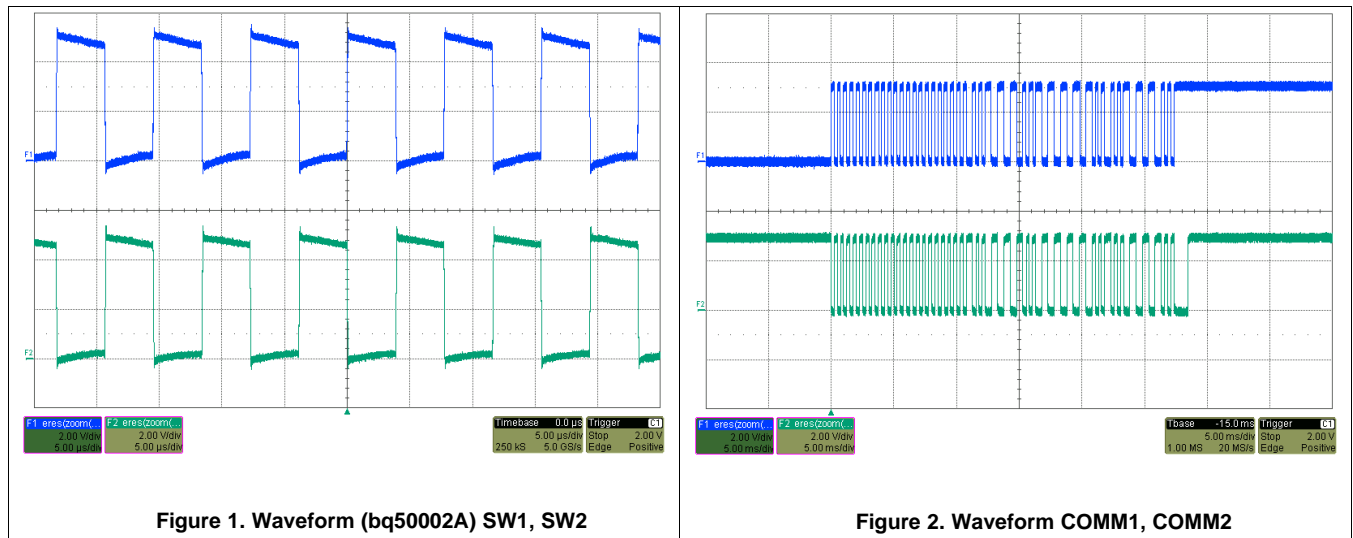 F1
F2
F1 eres(zoom(... F2 eres(zoom(...
2.00 V/div 2.00 V/div
5.00 µs/div 5.00 µs/div
Timebase 0.0 µs Trigger C1
5.00 µs/div Stop 2.00 V
250 kS 5.0 GS/s Edge Positive
Figure 1. Waveform (bq50002A) SW1, SW2
F1
F2
F1 eres(zoom(... F2 eres(zoom(...
2.00 V/div 2.00 V/div
5.00 ms/div 5.00 ms/div
Tbase -15.0 ms Trigger C1
5.00 ms/div Stop 2.00 V
1.00 MS 20 MS/s Edge Positive
Figure 2. Waveform COMM1, COMM2